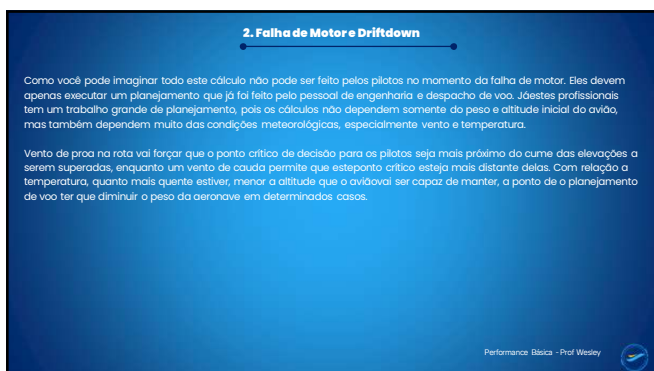 2. Falha de Motor e Driftdown
Como você pode imaginar todo este cálculo não pode ser feito pelos pilotos no momento da falha de motor. Eles devem
apenas executar um planejamento que já foi feito pelo pessoal de engenharia e despacho de voo. Jáestes profissionais
tem um trabalho grande de planejamento, pois os cálculos não dependem somente do peso e altitude inicial do avião,
mas também dependem muito das condições meteorológicas, especialmente vento e temperatura.
Vento de proa na rota vai forçar que o ponto crítico de decisão para os pilotos seja mais próximo do cume das elevações a
serem superadas, enquanto um vento de cauda permite que esteponto crítico esteja mais distante delas. Com relação a
temperatura, quanto mais quente estiver, menor a altitude que o aviãovai ser capaz de manter, a ponto de o planejamento
de voo ter que diminuir o peso da aeronave em determinados casos.
Performance Básica - Prof Wesley